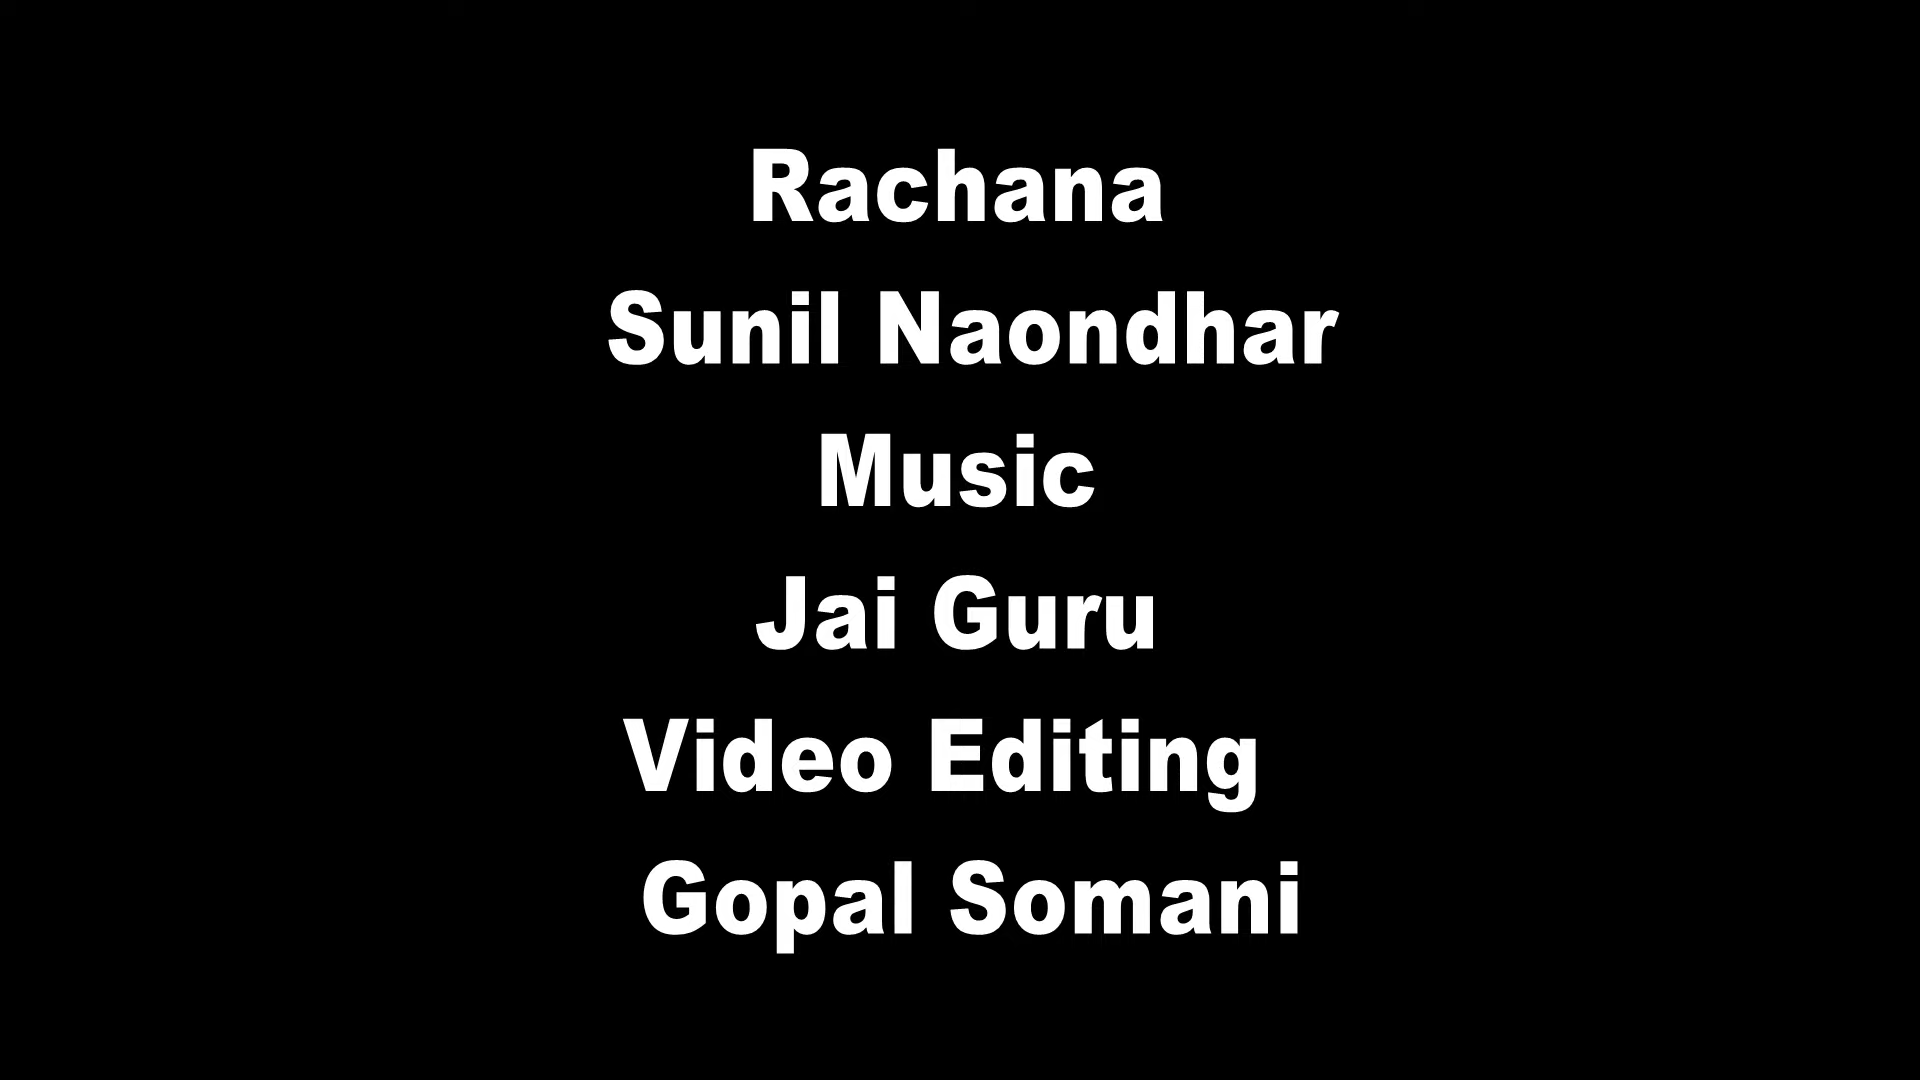 Rachana
Sunil Naondhar
Music
Jai Guru
Video Editing
Gopal Somani